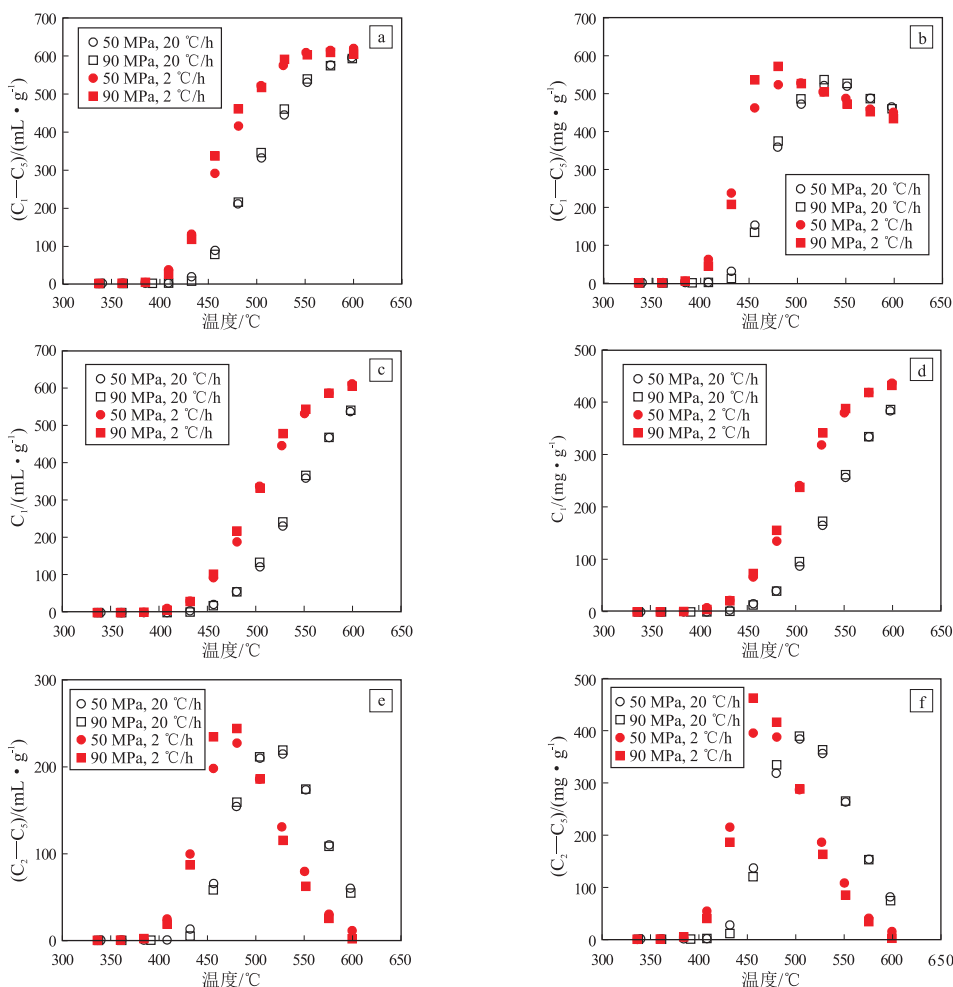 700
600
500
400
300
200
100
0
(C₁—C₅)/(mL·g⁻¹)
50 MPa, 20 ℃/h
90 MPa, 20 ℃/h
50 MPa, 2 ℃/h
90 MPa, 2 ℃/h
a
300 350 400 450 500 550 600 650
温度/℃
700
600
500
400
300
200
100
0
(C₁—C₅)/(mg·g⁻¹)
b
50 MPa, 20 ℃/h
90 MPa, 20 ℃/h
50 MPa, 2 ℃/h
90 MPa, 2 ℃/h
300 350 400 450 500 550 600 650
温度/℃
700
600
500
400
300
200
100
0
C₁/(mL·g⁻¹)
50 MPa, 20 ℃/h
90 MPa, 20 ℃/h
50 MPa, 2 ℃/h
90 MPa, 2 ℃/h
c
300 350 400 450 500 550 600 650
温度/℃
500
400
300
200
100
0
C₁/(mg·g⁻¹)
50 MPa, 20 ℃/h
90 MPa, 20 ℃/h
50 MPa, 2 ℃/h
90 MPa, 2 ℃/h
d
300 350 400 450 500 550 600 650
温度/℃
300
200
100
0
(C₂—C₅)/(mL·g⁻¹)
50 MPa, 20 ℃/h
90 MPa, 20 ℃/h
50 MPa, 2 ℃/h
90 MPa, 2 ℃/h
e
300 350 400 450 500 550 600 650
温度/℃
500
400
300
200
100
0
(C₂—C₅)/(mg·g⁻¹)
50 MPa, 20 ℃/h
90 MPa, 20 ℃/h
50 MPa, 2 ℃/h
90 MPa, 2 ℃/h
f
300 350 400 450 500 550 600 650
温度/℃